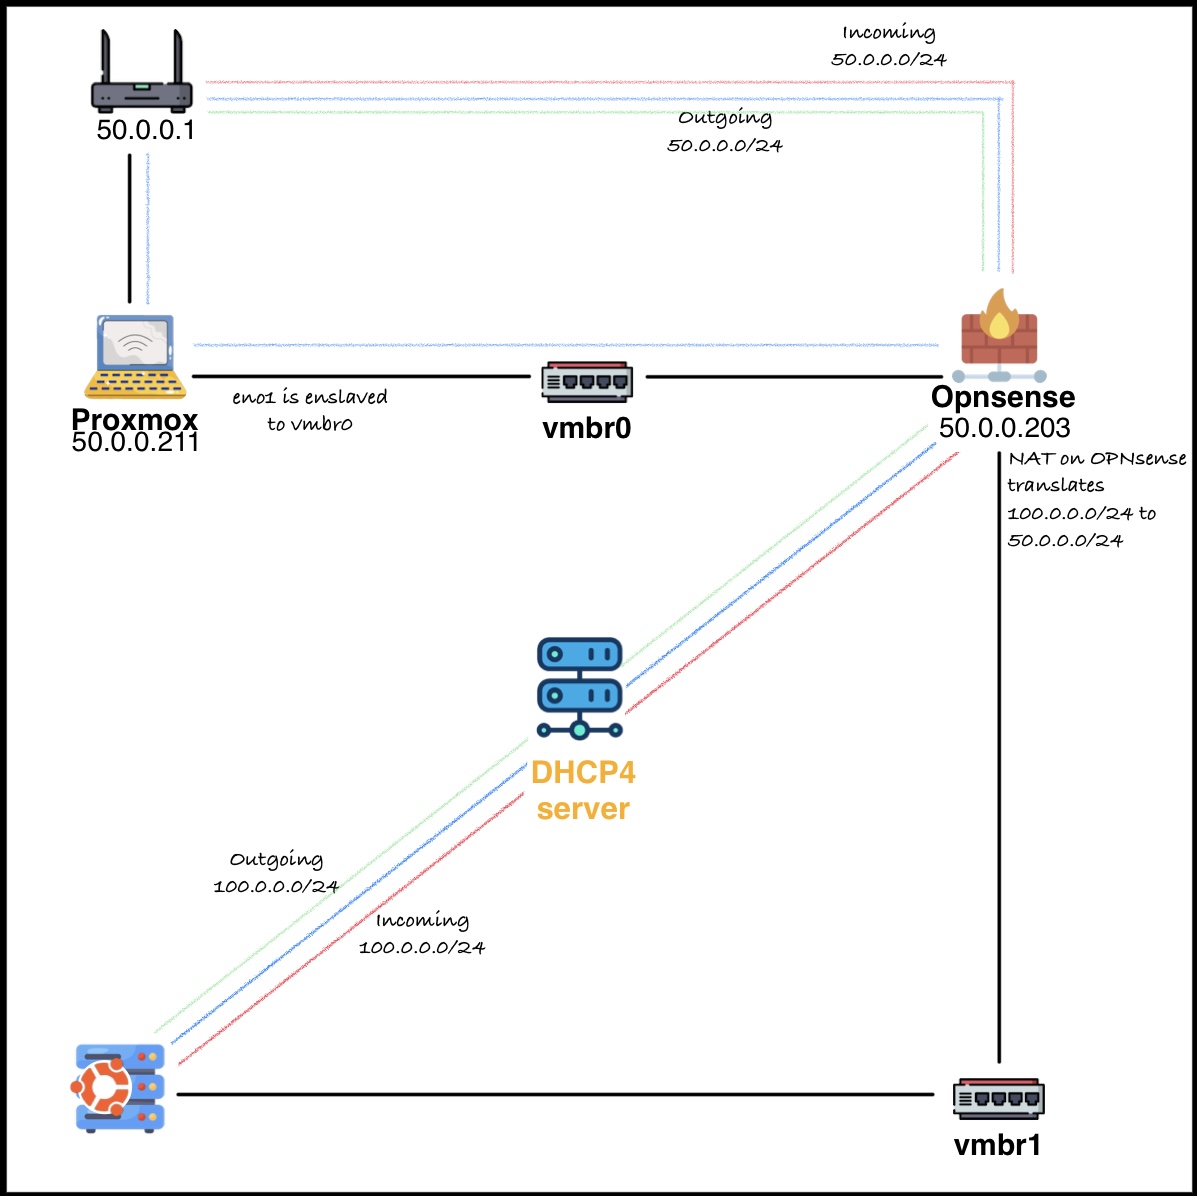 Incoming
50.0.0.0/24
50.0.0.1
Outgoing
50.0.0.0/24
Proxmox
50.0.0.211
eno1 is enslaved
to vmbr0
vmbr0
Opnsense
50.0.0.203
NAT on OPNsense
translates
100.0.0.0/24 to
50.0.0.0/24
DHCP4
server
Outgoing
100.0.0.0/24
Incoming
100.0.0.0/24
vmbr1